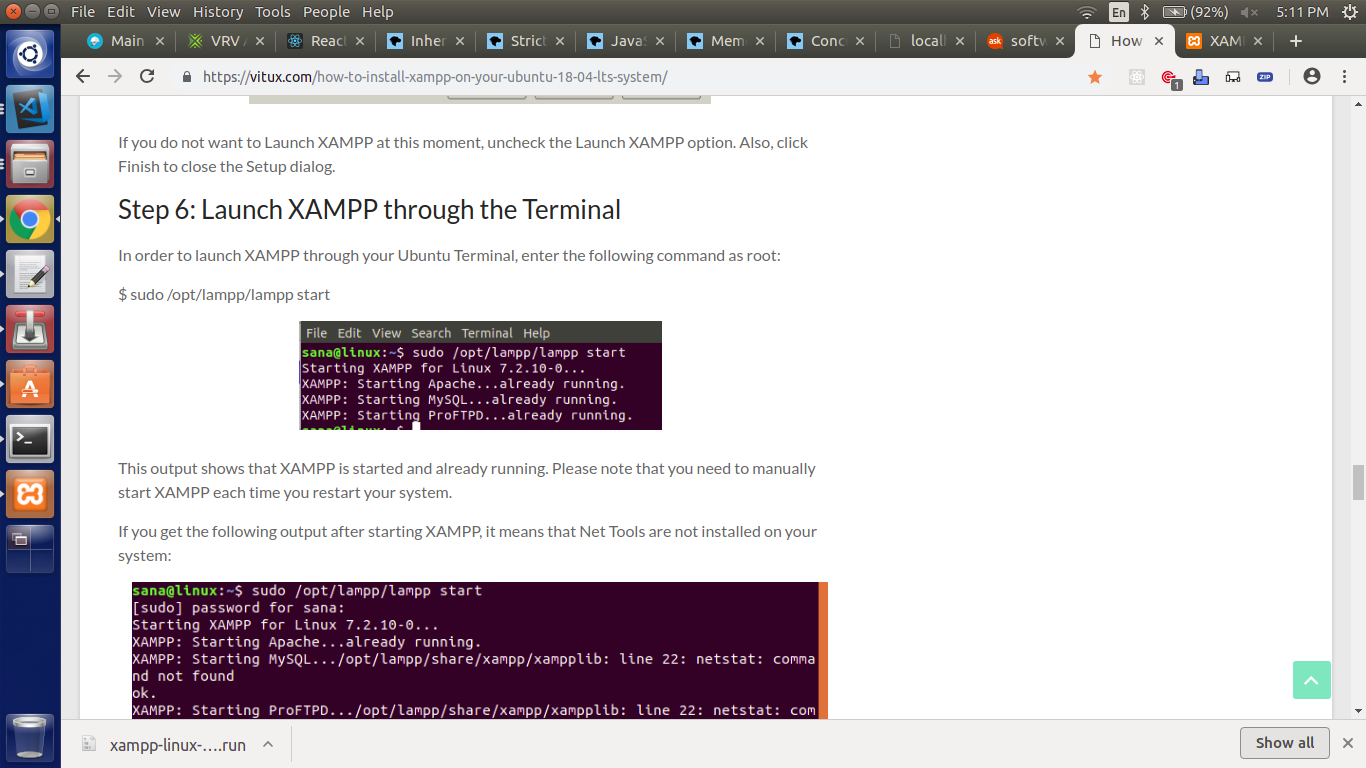 File Edit View History Tools People Help
En (92%) 5:11 PM
Main VRV / React Inher Strict Java Mem Conc local softw How XAM
https://vitux.com/how-to-install-xampp-on-your-ubuntu-18-04-lts-system/
1 ZIP
If you do not want to Launch XAMPP at this moment, uncheck the Launch XAMPP option. Also, click
Finish to close the Setup dialog.
Step 6: Launch XAMPP through the Terminal
In order to launch XAMPP through your Ubuntu Terminal, enter the following command as root:
$ sudo /opt/lampp/lampp start
File Edit View Search Terminal Help
sana@linux:~$ sudo /opt/lampp/lampp start
Starting XAMPP for Linux 7.2.10-0...
XAMPP: Starting Apache...already running.
XAMPP: Starting MySQL...already running.
XAMPP: Starting ProFTPD...already running.
This output shows that XAMPP is started and already running. Please note that you need to manually
start XAMPP each time you restart your system.
If you get the following output after starting XAMPP, it means that Net Tools are not installed on your
system:
sana@linux:~$ sudo /opt/lampp/lampp start
[sudo] password for sana:
Starting XAMPP for Linux 7.2.10-0...
XAMPP: Starting Apache...already running.
XAMPP: Starting MySQL.../opt/lampp/share/xampp/xampplib: line 22: netstat: comma
nd not found
ok.
XAMPP: Starting ProFTPD.../opt/lampp/share/xampp/xampplib: line 22: netstat: com
xampp-linux-....run
Show all